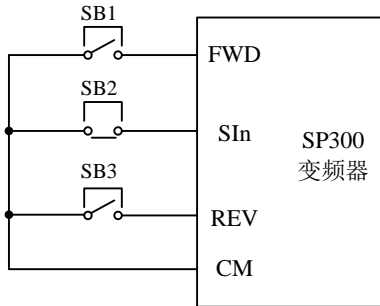 SB1
FWD
SB2
SIn
SP300
变频器
SB3
REV
CM